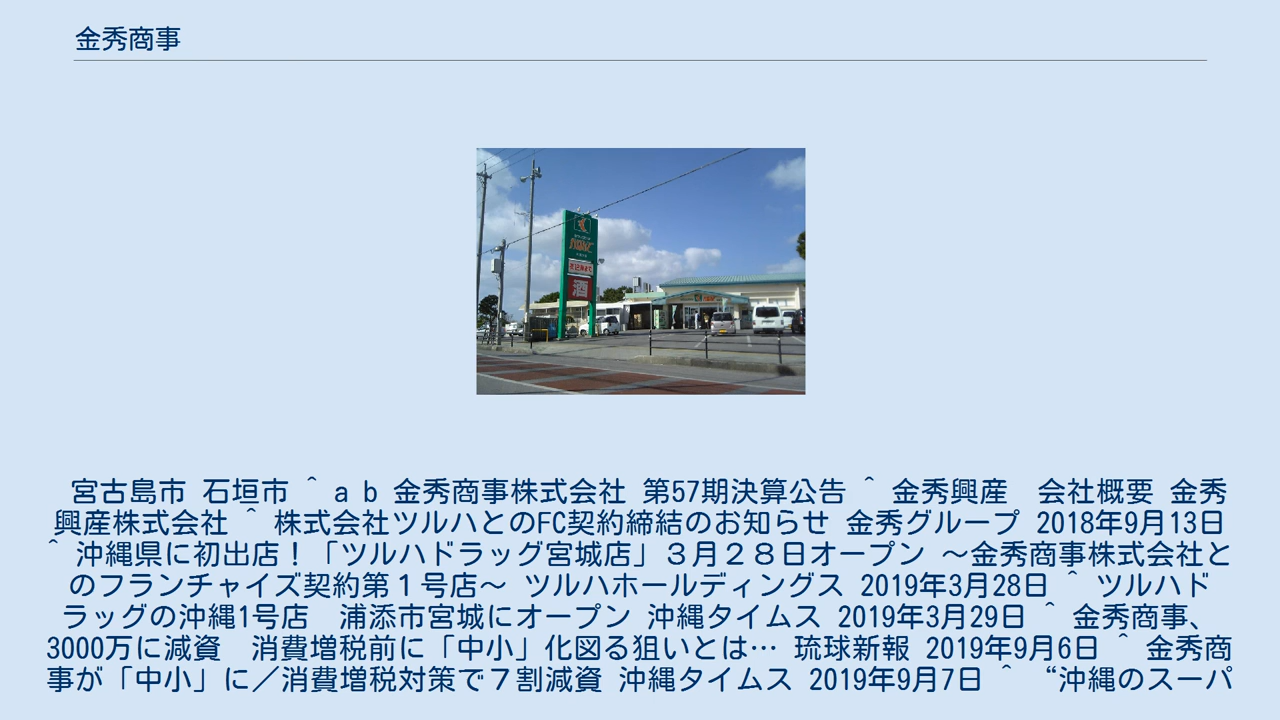 金秀商事
酒
宮古島市 石垣市 ^ a b 金秀商事株式会社 第57期決算公告 ^ 金秀興産　会社概要 金秀
興産株式会社 ^ 株式会社ツルハとのFC契約締結のお知らせ 金秀グループ 2018年9月13日
^ 沖縄県に初出店！「ツルハドラッグ宮城店」３月２８日オープン ～金秀商事株式会社と
のフランチャイズ契約第１号店～ ツルハホールディングス 2019年3月28日 ^ ツルハド
ラッグの沖縄1号店　浦添市宮城にオープン 沖縄タイムス 2019年3月29日 ^ 金秀商事、
3000万に減資　消費増税前に「中小」化図る狙いとは… 琉球新報 2019年9月6日 ^ 金秀商
事が「中小」に／消費増税対策で７割減資 沖縄タイムス 2019年9月7日 ^ “沖縄のスーパ